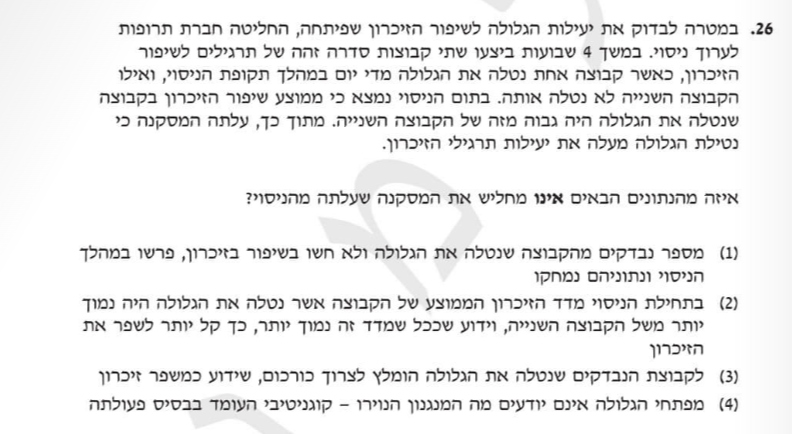 26. במטרה לבדוק את יעילות הגלולה לשיפור הזיכרון שפיתחה, החליטה חברת תרופות
לערוך ניסוי. במשך 4 שבועות ביצעו שתי קבוצות סדרה זהה של תרגילים לשיפור
הזיכרון, כאשר קבוצה אחת נטלה את הגלולה מדי יום במהלך תקופת הניסוי, ואילו
הקבוצה השנייה לא נטלה אותה. בתום הניסוי נמצא כי ממוצע שיפור הזיכרון בקבוצה
שנטלה את הגלולה היה גבוה מזה של הקבוצה השנייה. מתוך כך, עלתה המסקנה כי
נטילת הגלולה מעלה את יעילות תרגילי הזיכרון.
איזה מהנתונים הבאים אינו מחליש את המסקנה שעלתה מהניסוי?
(1) מספר נבדקים מהקבוצה שנטלה את הגלולה ולא חשו בשיפור בזיכרון, פרשו במהלך
הניסוי ונתוניהם נמחקו
(2) בתחילת הניסוי מדד הזיכרון הממוצע של הקבוצה אשר נטלה את הגלולה היה נמוך
יותר משל הקבוצה השנייה, וידוע שככל שמדד זה נמוך יותר, כך קל יותר לשפר את
הזיכרון
(3) לקבוצת הנבדקים שנטלה את הגלולה הומלץ לצרוך כורכום, שידוע כמשפר זיכרון
(4) מפתחי הגלולה אינם יודעים מה המנגנון הנוירו – קוגניטיבי העומד בבסיס פעולתה